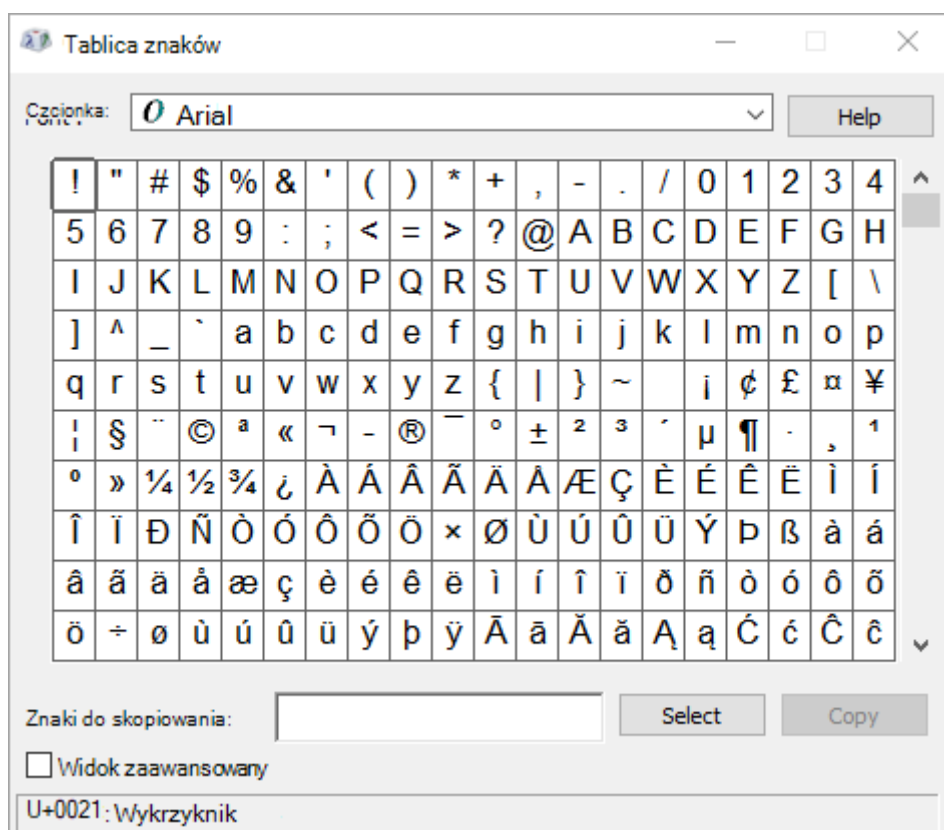 Tablica znaków
Czcionka: O Arial Help
! " # $ % & ' ( ) * + , - . / 0 1 2 3 4
5 6 7 8 9 : ; < = > ? @ A B C D E F G H
I J K L M N O P Q R S T U V W X Y Z [ \
] ^ _ ` a b c d e f g h i j k l m n o p
q r s t u v w x y z { | } ~ ¡ ¢ £ ¤ ¥
¦ § ¨ © ª « ¬ - ® ¯ ° ± ² ³ ´ µ ¶ · ¸ ¹
º » ¼ ½ ¾ ¿ À Á Â Ã Ä Å Æ Ç È É Ê Ë Ì Í
Î Ï Ð Ñ Ò Ó Ô Õ Ö × Ø Ù Ú Û Ü Ý Þ ß à á
â ã ä å æ ç è é ê ë ì í î ï ð ñ ò ó ô õ
ö ÷ ø ù ú û ü ý þ ÿ Ā ā Ă ă Ą ą Ć ć Ĉ ĉ
Znaki do skopiowania: Select Copy
Widok zaawansowany
U+0021: Wykrzyknik